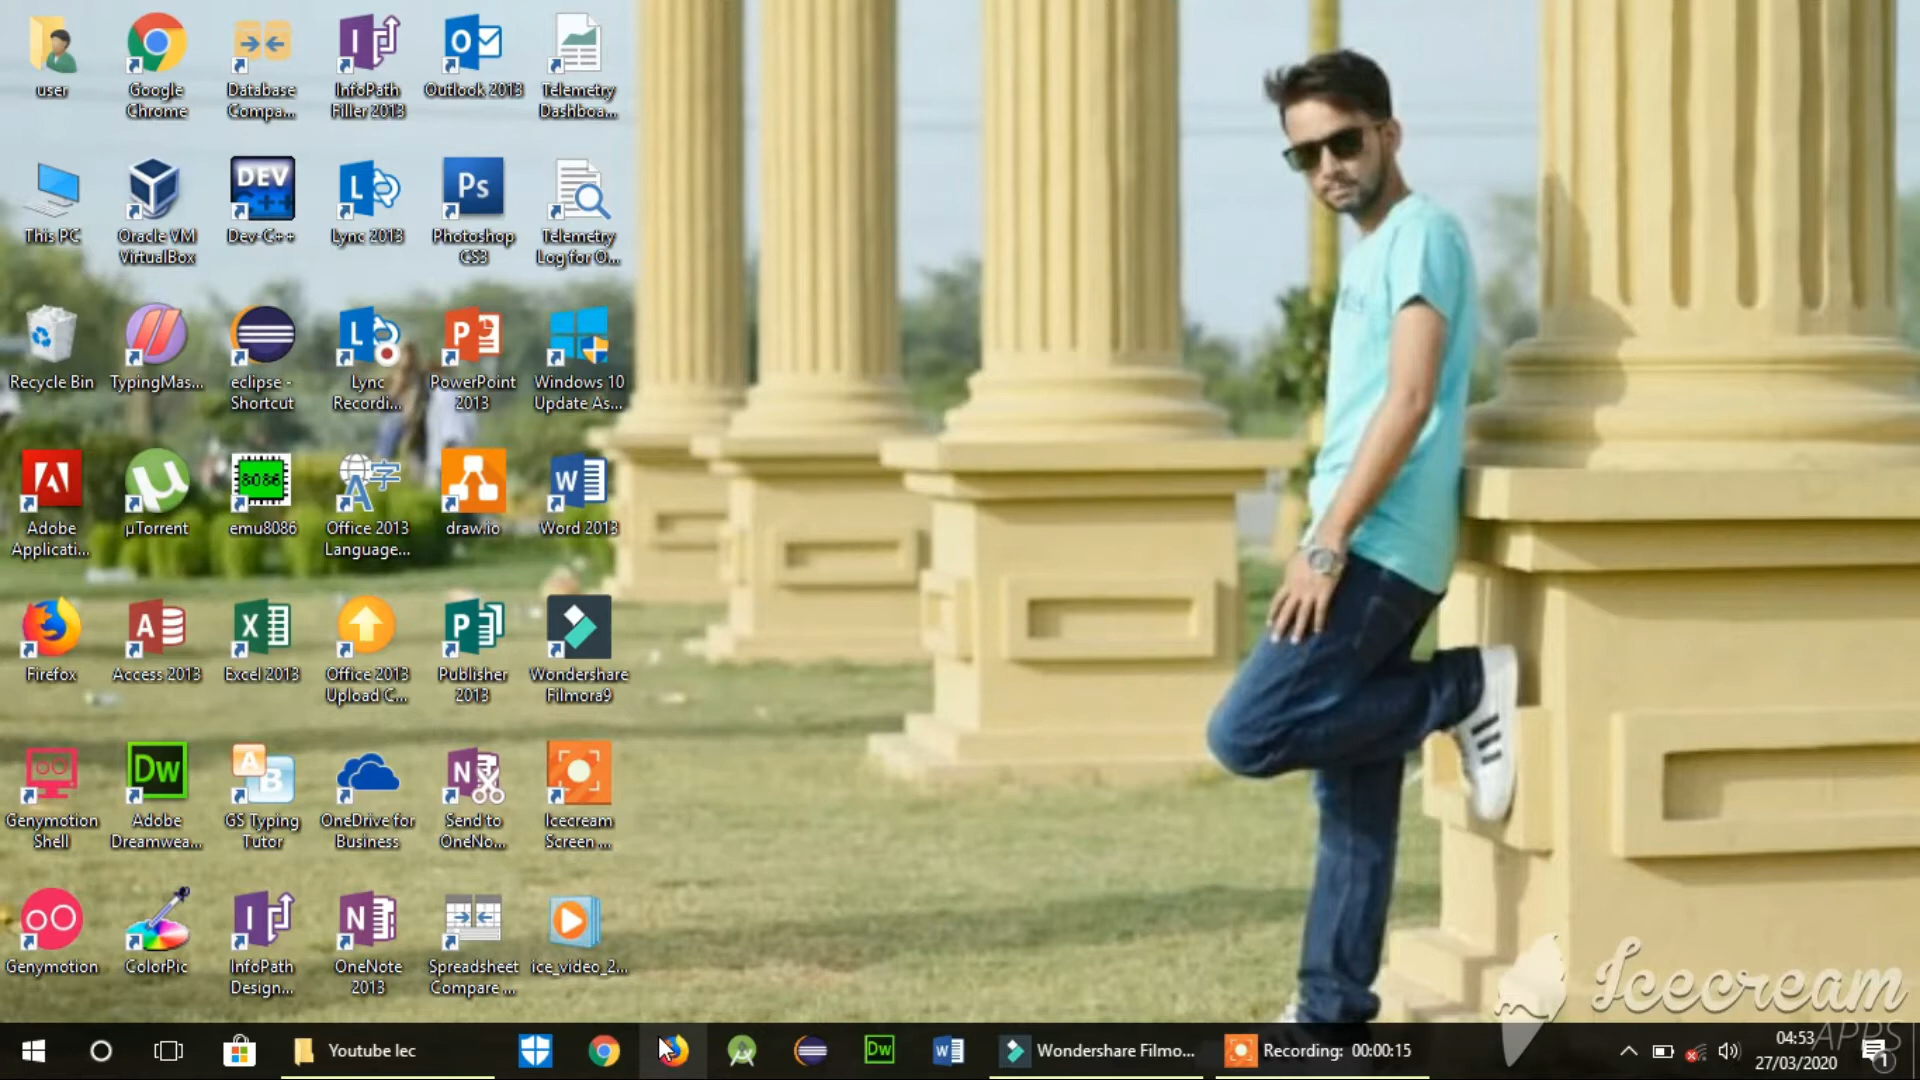 user
Google
Chrome
Database
Compa...
InfoPath
Filler 2013
Outlook 2013
Telemetry
Dashboa...
This PC
Oracle VM
VirtualBox
DEV
C++
Dev-C++
Lync 2013
Ps
Photoshop
CS3
Telemetry
Log for O...
Recycle Bin
TypingMas...
eclipse -
Shortcut
Lync
Recordi...
PowerPoint
2013
Windows 10
Update As...
Adobe
Applicati...
µTorrent
8086
emu8086
Office 2013
Language...
draw.io
Word 2013
Firefox
Access 2013
Excel 2013
Office 2013
Upload C...
Publisher
2013
Wondershare
Filmora9
Genymotion
Shell
Dw
Adobe
Dreamwea...
GS Typing
Tutor
OneDrive for
Business
Send to
OneNo...
Icecream
Screen ...
Genymotion
ColorPic
InfoPath
Design...
OneNote
2013
Spreadsheet
Compare ...
ice_video_2...
Icecream
APPS
Youtube lec
Dw
Wondershare Filmo...
Recording: 00:00:15
04:53
27/03/2020
1